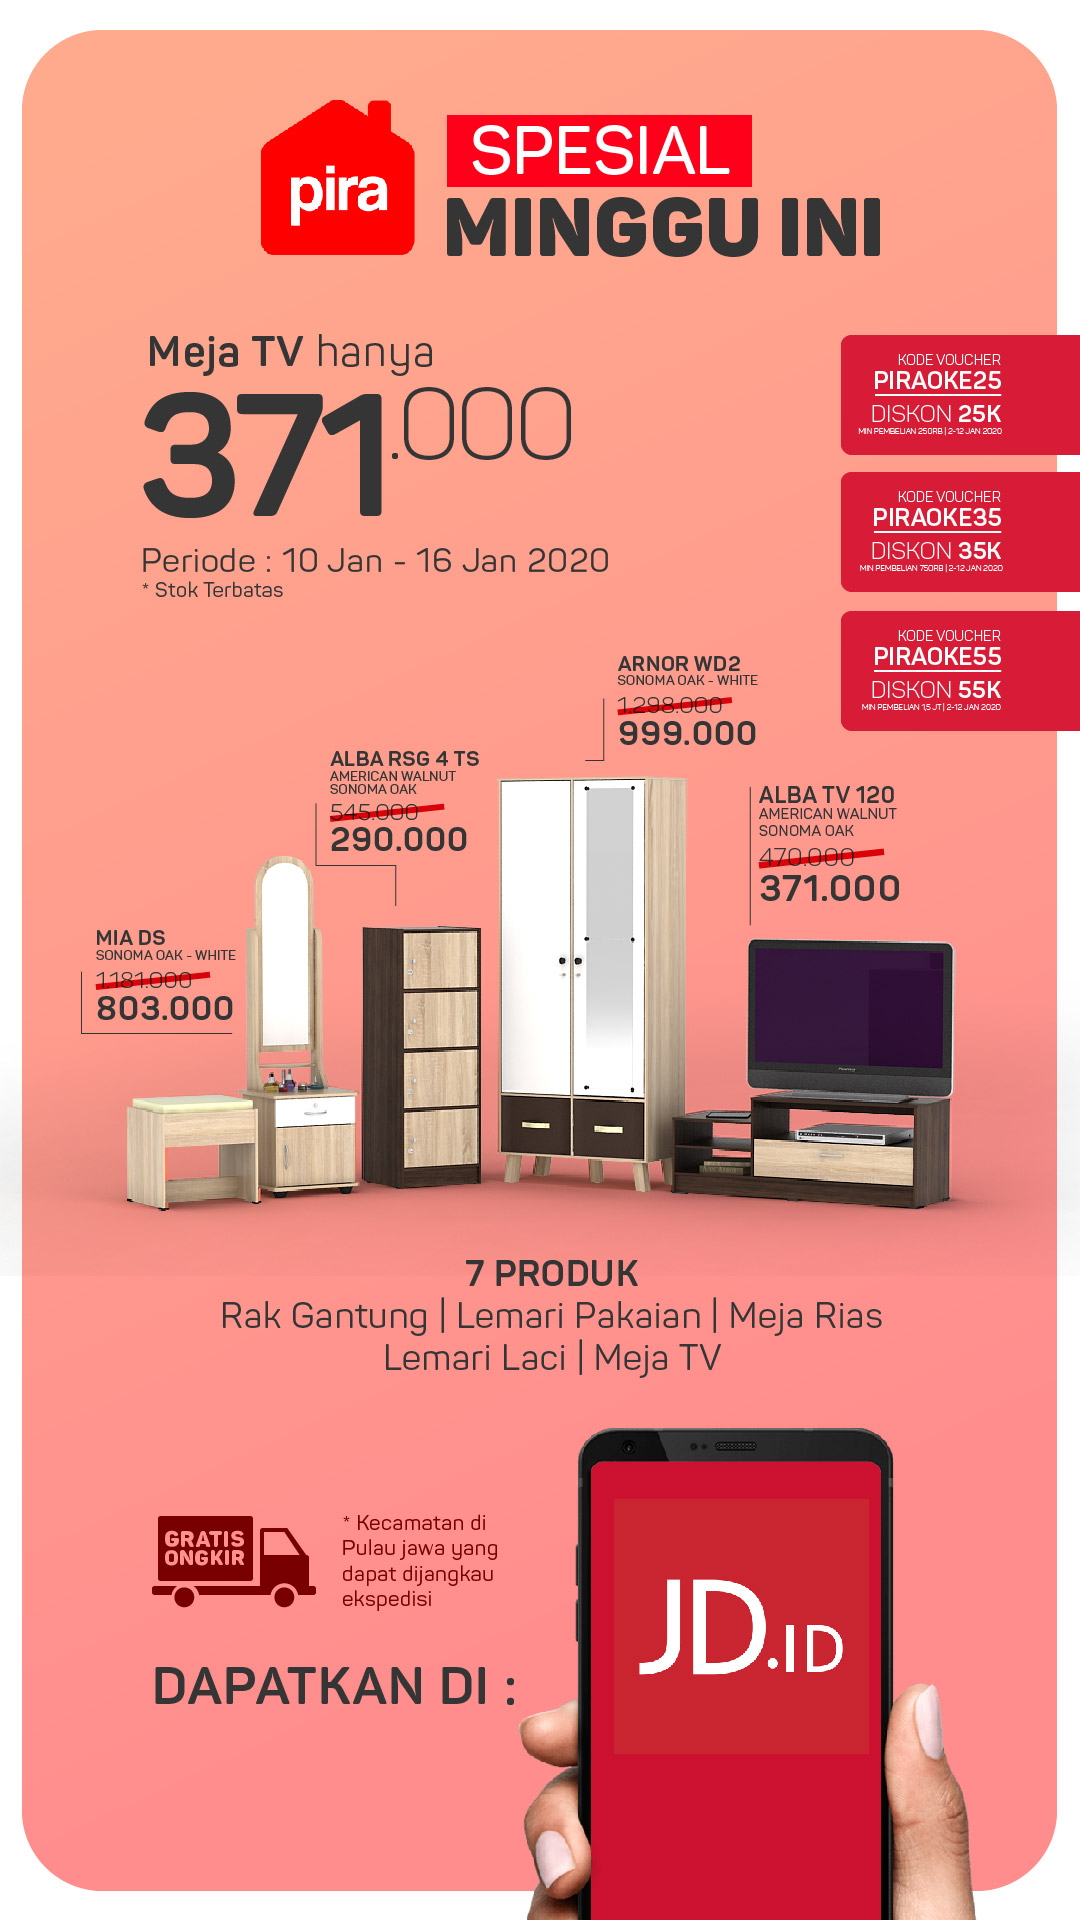 pira
SPESIAL
MINGGU INI
Meja TV hanya
371.000
Periode : 10 Jan - 16 Jan 2020
* Stok Terbatas
KODE VOUCHER
PIRAOKE25
DISKON 25K
MIN PEMBELIAN 250RB | 2-12 JAN 2020
KODE VOUCHER
PIRAOKE35
DISKON 35K
MIN PEMBELIAN 750RB | 2-12 JAN 2020
KODE VOUCHER
PIRAOKE55
DISKON 55K
MIN PEMBELIAN 1,5 JT | 2-12 JAN 2020
ARNOR WD2
SONOMA OAK - WHITE
1.298.000
999.000
ALBA RSG 4 TS
AMERICAN WALNUT
SONOMA OAK
545.000
290.000
ALBA TV 120
AMERICAN WALNUT
SONOMA OAK
470.000
371.000
MIA DS
SONOMA OAK - WHITE
1.181.000
803.000
7 PRODUK
Rak Gantung | Lemari Pakaian | Meja Rias
Lemari Laci | Meja TV
GRATIS
ONGKIR
* Kecamatan di
Pulau jawa yang
dapat dijangkau
ekspedisi
DAPATKAN DI :
JD.ID